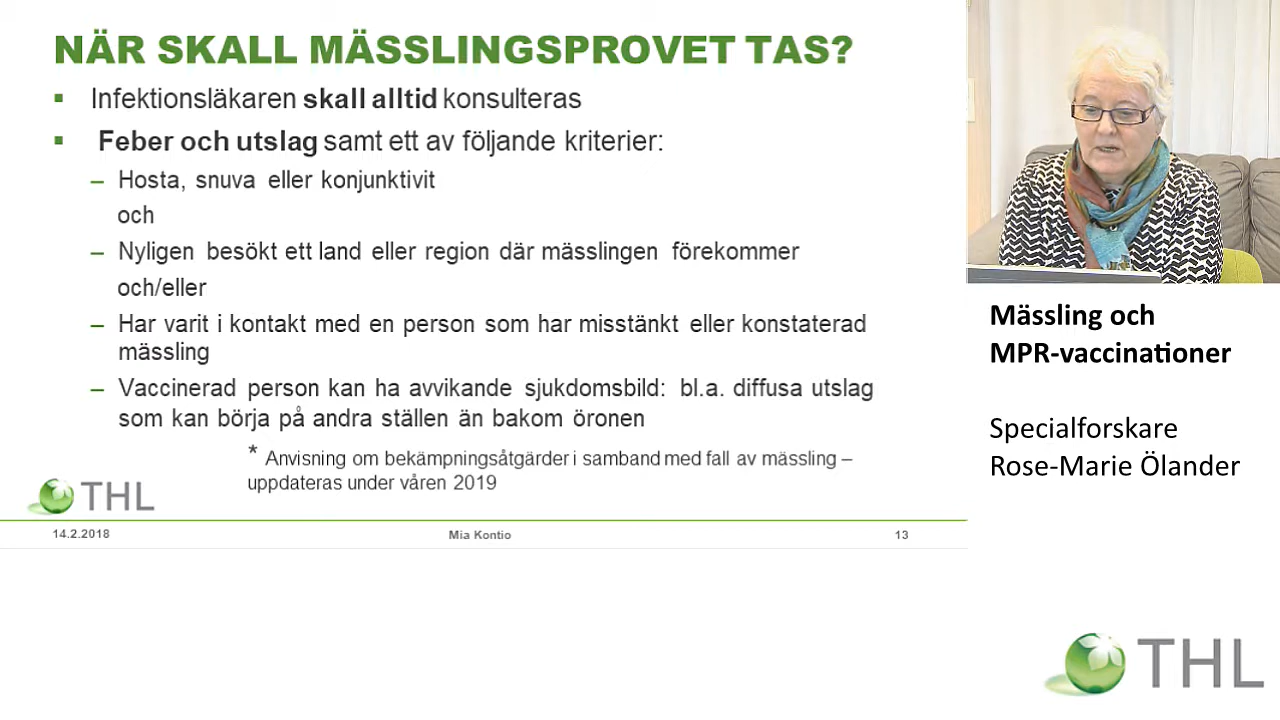 NÄR SKALL MÄSSLINGSPROVET TAS?
▪ Infektionsläkaren skall alltid konsulteras
▪ Feber och utslag samt ett av följande kriterier:
– Hosta, snuva eller konjunktivit
och
– Nyligen besökt ett land eller region där mässlingen förekommer
och/eller
– Har varit i kontakt med en person som har misstänkt eller konstaterad
mässling
– Vaccinerad person kan ha avvikande sjukdomsbild: bl.a. diffusa utslag
som kan börja på andra ställen än bakom öronen
* Anvisning om bekämpningsåtgärder i samband med fall av mässling –
uppdateras under våren 2019
THL
14.2.2018
Mia Kontio
13
Mässling och
MPR-vaccinationer
Specialforskare
Rose-Marie Ölander
THL